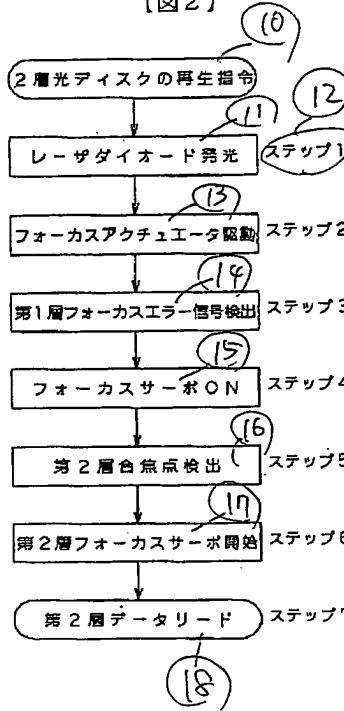 【図2】
10
2層光ディスクの再生指令
11
12
レーザダイオード発光 ステップ1
13
フォーカスアクチュエータ駆動 ステップ2
14
第1層フォーカスエラー信号検出 ステップ3
15
フォーカスサーボON ステップ4
16
第2層合焦点検出 ステップ5
17
第2層フォーカスサーボ開始 ステップ6
第2層データリード ステップ7
18